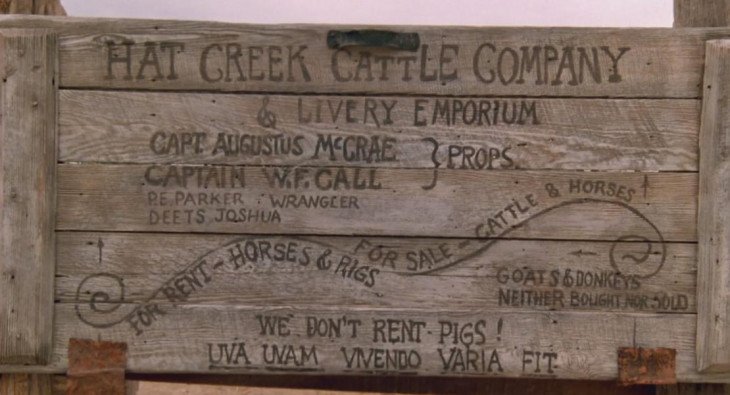 HAT CREEK CATTLE COMPANY
& LIVERY EMPORIUM
CAPT. AUGUSTUS McCRAE } PROPS.
CAPTAIN W.F. CALL
P.E. PARKER · WRANGLER
DEETS JOSHUA
FOR RENT - HORSES & RIGS
FOR SALE - CATTLE & HORSES
GOATS & DONKEYS
NEITHER BOUGHT NOR SOLD
WE DON'T RENT PIGS!
UVA UVAM VIVENDO VARIA FIT